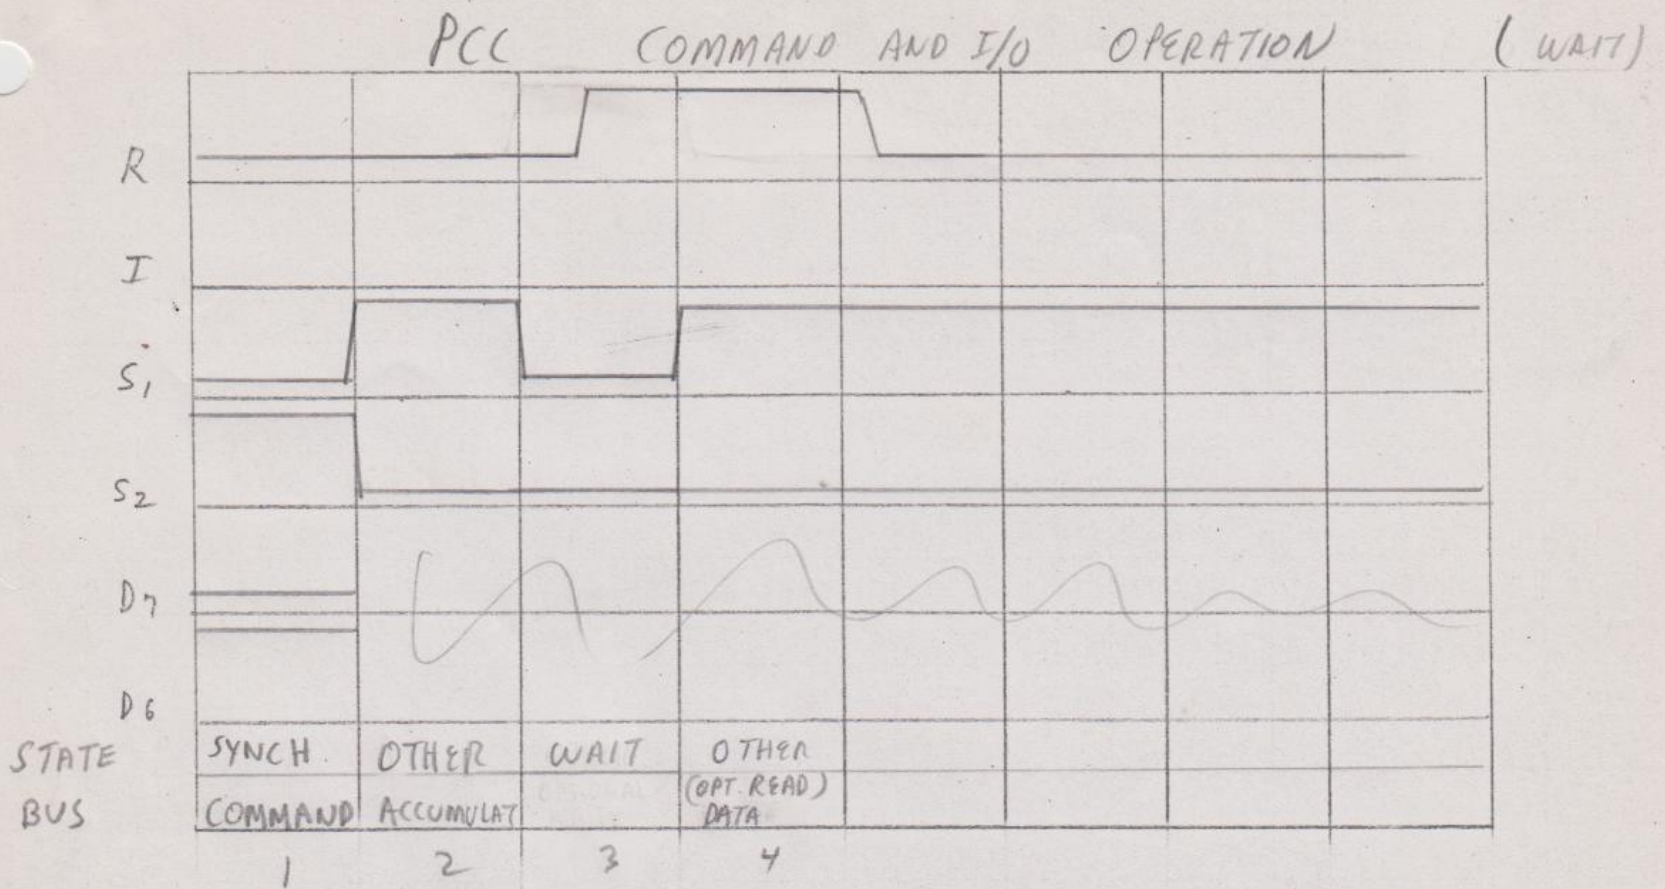 PCC COMMAND AND I/O OPERATION (WAIT)
R
I
S1
S2
D7
D6
STATE SYNCH. OTHER WAIT OTHER
BUS COMMAND ACCUMULAT (OPT. READ) DATA
1 2 3 4